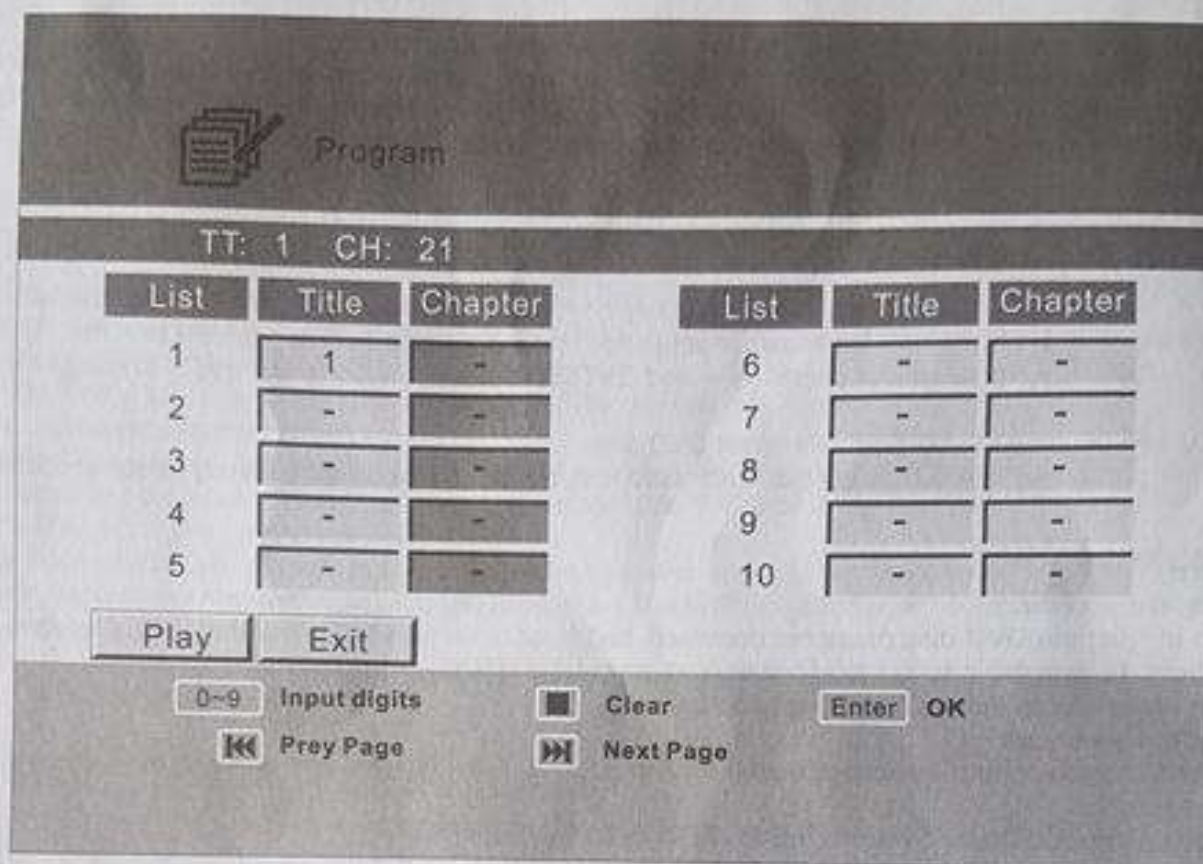 Program
TT: 1 CH: 21
List Title Chapter List Title Chapter
1 1 - 6 - -
2 - - 7 - -
3 - - 8 - -
4 - - 9 - -
5 - - 10 - -
Play Exit
0~9 Input digits Clear Enter OK
Prey Page Next Page